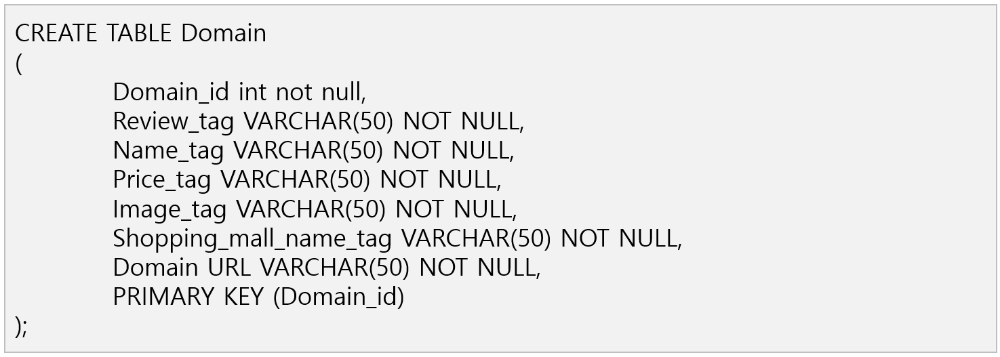 CREATE TABLE Domain
(
Domain_id int not null,
Review_tag VARCHAR(50) NOT NULL,
Name_tag VARCHAR(50) NOT NULL,
Price_tag VARCHAR(50) NOT NULL,
Image_tag VARCHAR(50) NOT NULL,
Shopping_mall_name_tag VARCHAR(50) NOT NULL,
Domain URL VARCHAR(50) NOT NULL,
PRIMARY KEY (Domain_id)
);